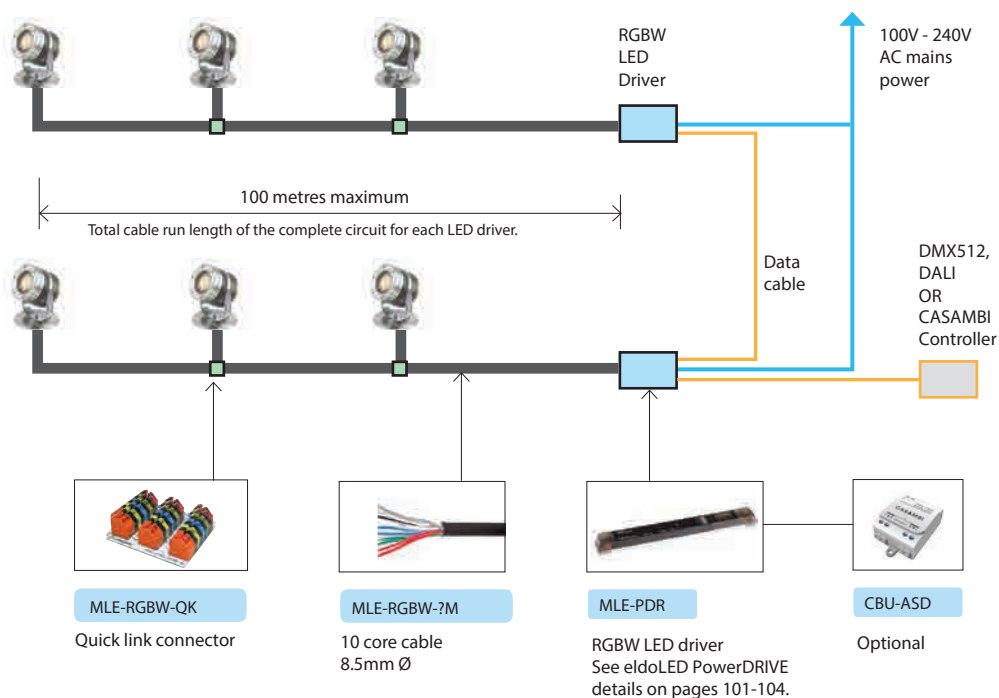 RGBW
LED
Driver
100V - 240V
AC mains
power
100 metres maximum
Total cable run length of the complete circuit for each LED driver.
Data
cable
DMX512,
DALI
OR
CASAMBI
Controller
CASAMBI
MLE-RGBW-QK
Quick link connector
MLE-RGBW-?M
10 core cable
8.5mm Ø
MLE-PDR
RGBW LED driver
See eldoLED PowerDRIVE
details on pages 101-104.
CBU-ASD
Optional